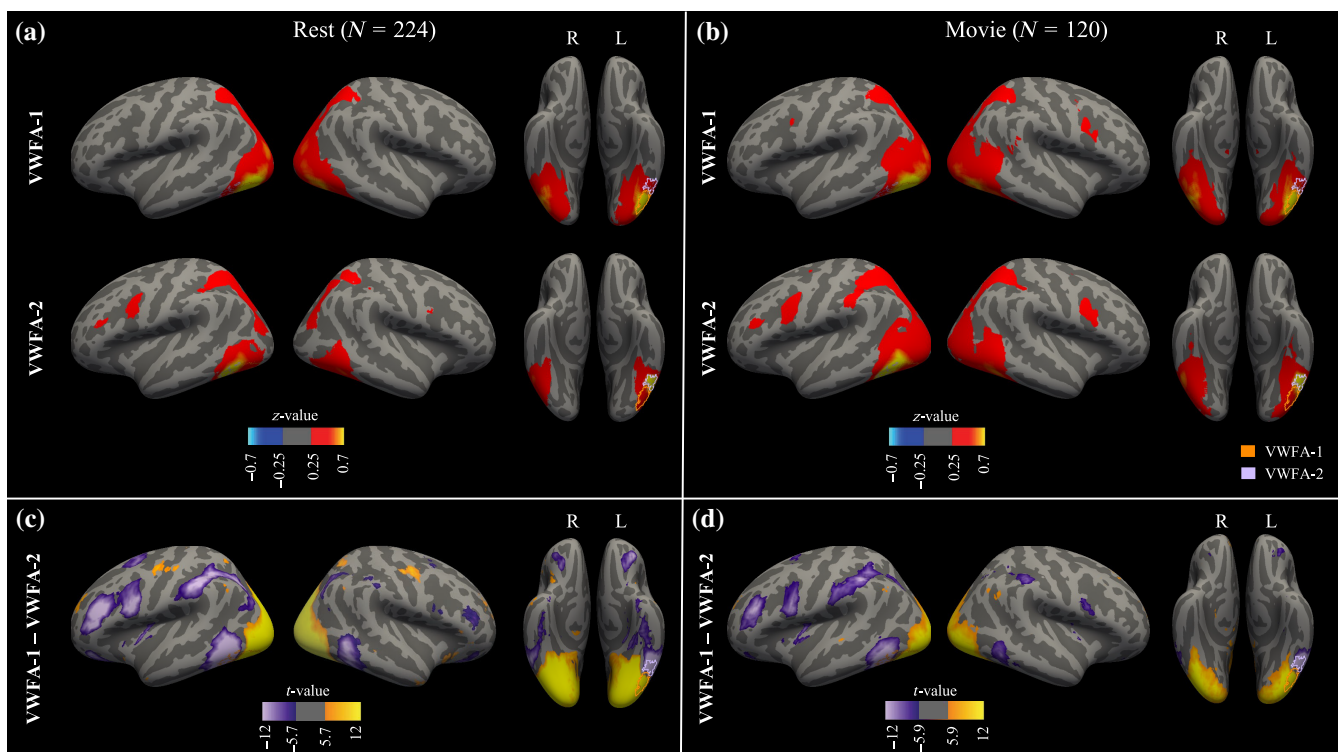 (a)
Rest (N = 224)
R L
VWFA-1
VWFA-2
z-value
−0.7 −0.25 0.25 0.7
(b)
Movie (N = 120)
R L
VWFA-1
VWFA-2
z-value
−0.7 −0.25 0.25 0.7
VWFA-1
VWFA-2
(c)
R L
VWFA-1 – VWFA-2
t-value
−12 −5.7 5.7 12
(d)
R L
VWFA-1 – VWFA-2
t-value
−12 −5.9 5.9 12